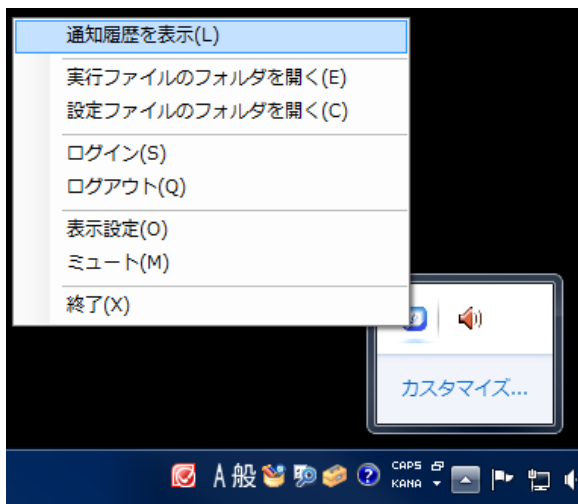 通知履歴を表示(L)
実行ファイルのフォルダを開く(E)
設定ファイルのフォルダを開く(C)
ログイン(S)
ログアウト(Q)
表示設定(O)
ミュート(M)
終了(X)
カスタマイズ...
A 般
CAPS
KANA